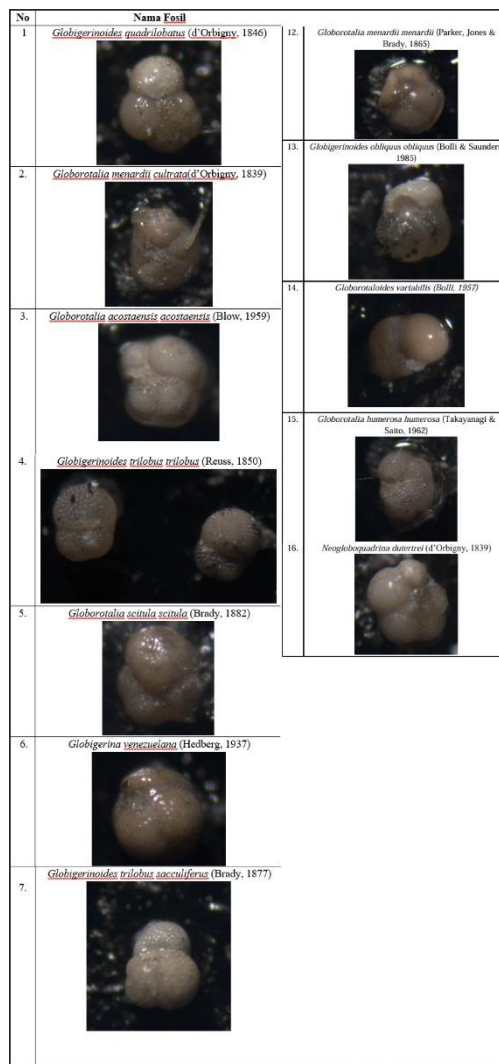 No Nama Fosil
1 Globigerinoides quadrilobatus (d'Orbigny, 1846)
2. Globorotalia menardii cultrata(d'Orbigny, 1839)
3. Globorotalia acostaensis acostaensis (Blow, 1959)
4. Globigerinoides trilobus trilobus (Reuss, 1850)
5. Globorotalia scitula scitula (Brady, 1882)
6. Globigerina venezuelana (Hedberg, 1937)
7. Globigerinoides trilobus sacculiferus (Brady, 1877)
12. Globorotalia menardii menardii (Parker, Jones &
Brady, 1865)
13. Globigerinoides obliquus obliquus (Bolli & Saunders
1985)
14. Globorotaloides variabilis (Bolli, 1957)
15. Globorotalia humerosa humerosa (Takayanagi &
Saito, 1962)
16. Neogloboquadrina dutertrei (d'Orbigny, 1839)